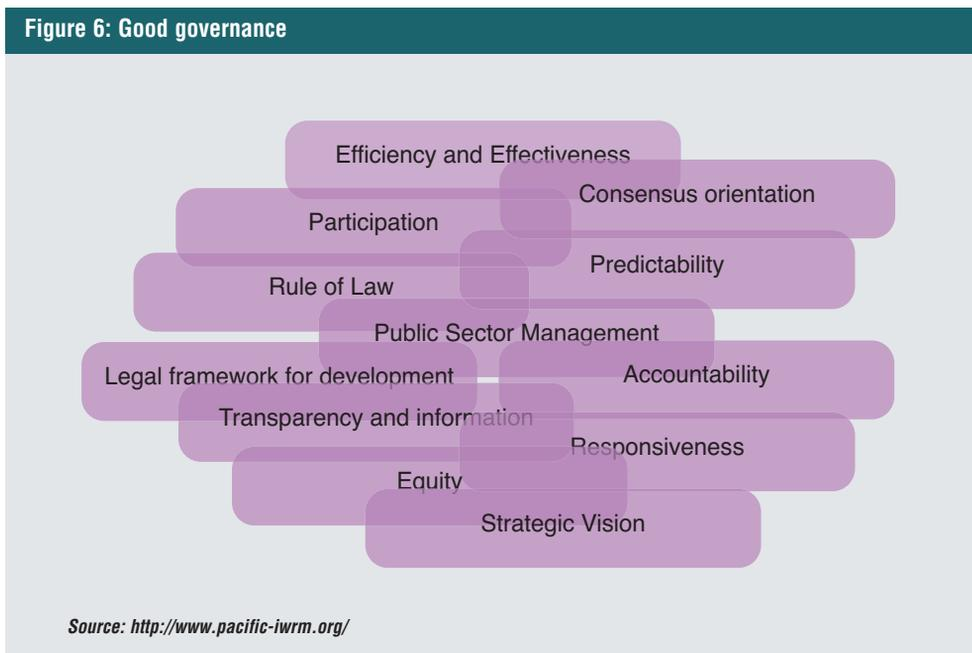 Figure 6: Good governance
Efficiency and Effectiveness
Consensus orientation
Participation
Predictability
Rule of Law
Public Sector Management
Legal framework for development
Accountability
Transparency and information
Responsiveness
Equity
Strategic Vision
Source: http://www.pacific-iwrm.org/